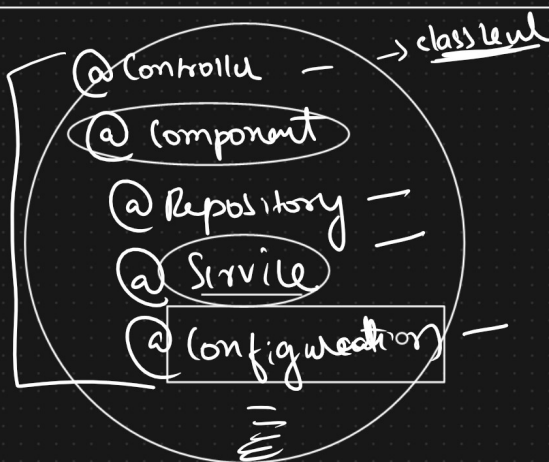 @ Controller – → class level
@ Component
@ Repository –
@ Service –
@ Configuration –